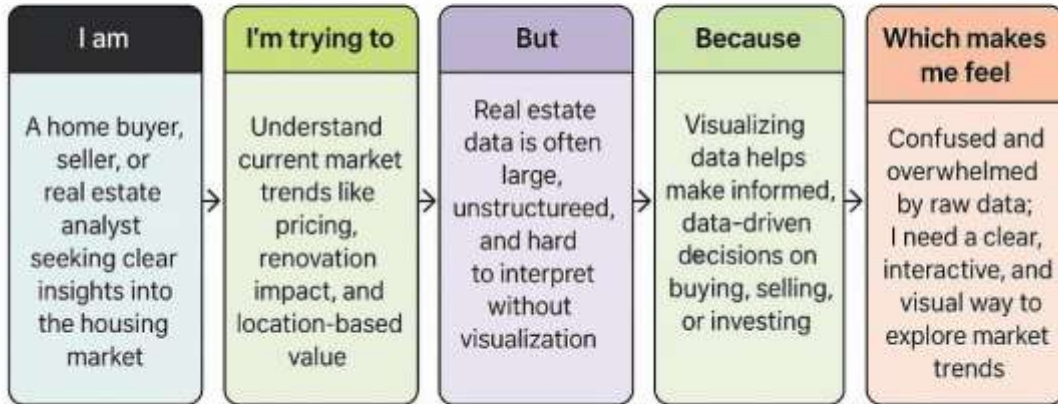 I am
A home buyer,
seller, or
real estate
analyst
seeking clear
insights into
the housing
market
I'm trying to
Understand
current market
trends like
pricing,
renovation
impact, and
location-based
value
But
Real estate
data is often
large,
unstructureed,
and hard
to interpret
without
visualization
Because
Visualizing
data helps
make informed,
data-driven
decisions on
buying, selling,
or investing
Which makes
me feel
Confused and
overwhelmed
by raw data;
I need a clear,
interactive, and
visual way to
explore market
trends